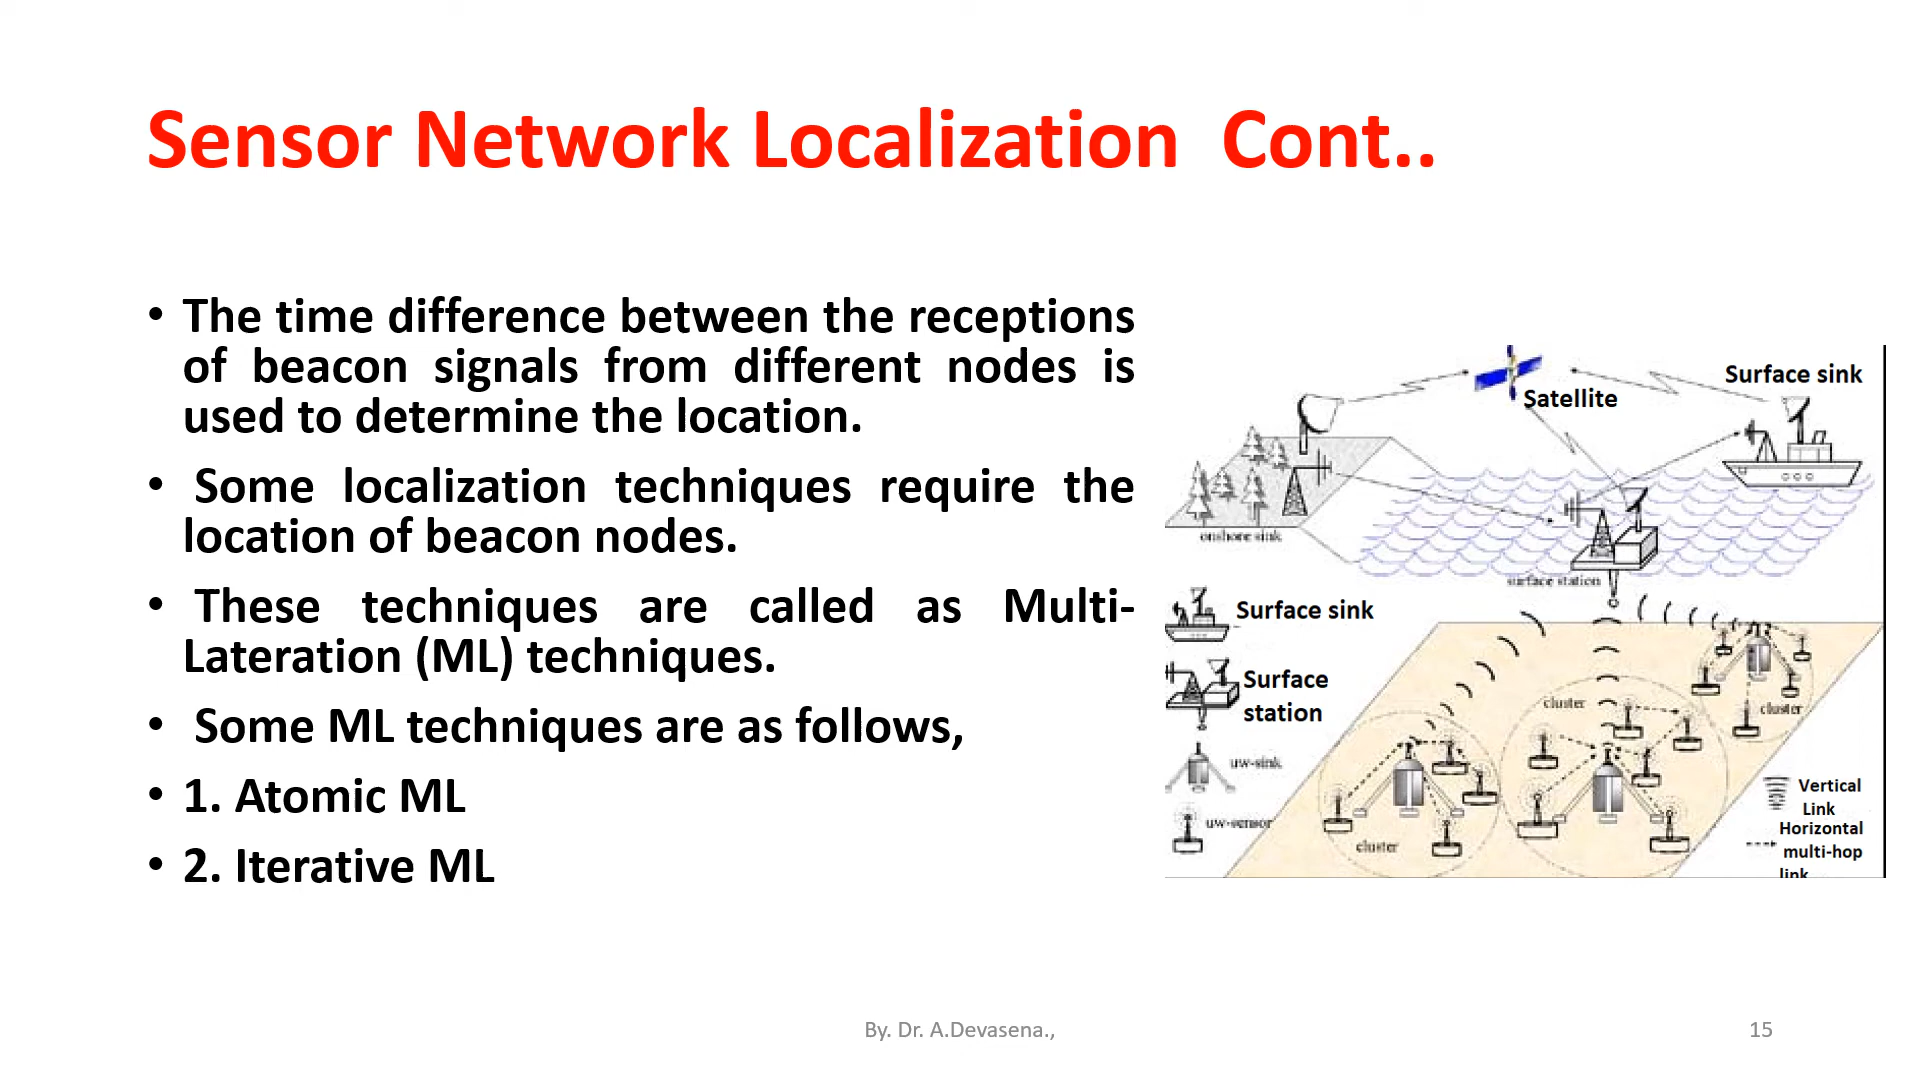 Sensor Network Localization Cont..
• The time difference between the receptions
of beacon signals from different nodes is
used to determine the location.
• Some localization techniques require the
location of beacon nodes.
• These techniques are called as Multi-
Lateration (ML) techniques.
• Some ML techniques are as follows,
• 1. Atomic ML
• 2. Iterative ML
Surface sink
Satellite
onshore sink
surface station
Surface sink
Surface
station
uw-sink
uw-sensor
cluster
cluster
cluster
Vertical
Link
Horizontal
multi-hop
link
By. Dr. A.Devasena.,
15